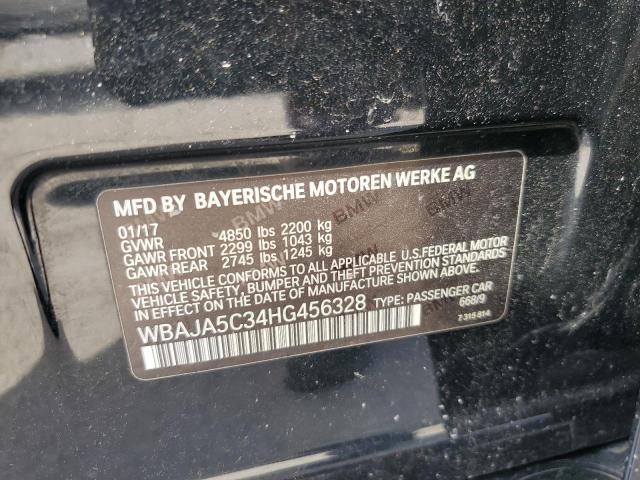 MFD BY BAYERISCHE MOTOREN WERKE AG
01/17
GVWR 4850 lbs 2200 kg
GAWR FRONT 2299 lbs 1043 kg
GAWR REAR 2745 lbs 1245 kg
THIS VEHICLE CONFORMS TO ALL APPLICABLE U.S.FEDERAL MOTOR
VEHICLE SAFETY, BUMPER AND THEFT PREVENTION STANDARDS
IN EFFECT ON THE DATE OF MANUFACTURE SHOWN ABOVE.
WBAJA5C34HG456328 TYPE: PASSENGER CAR
668/9
7 315 814